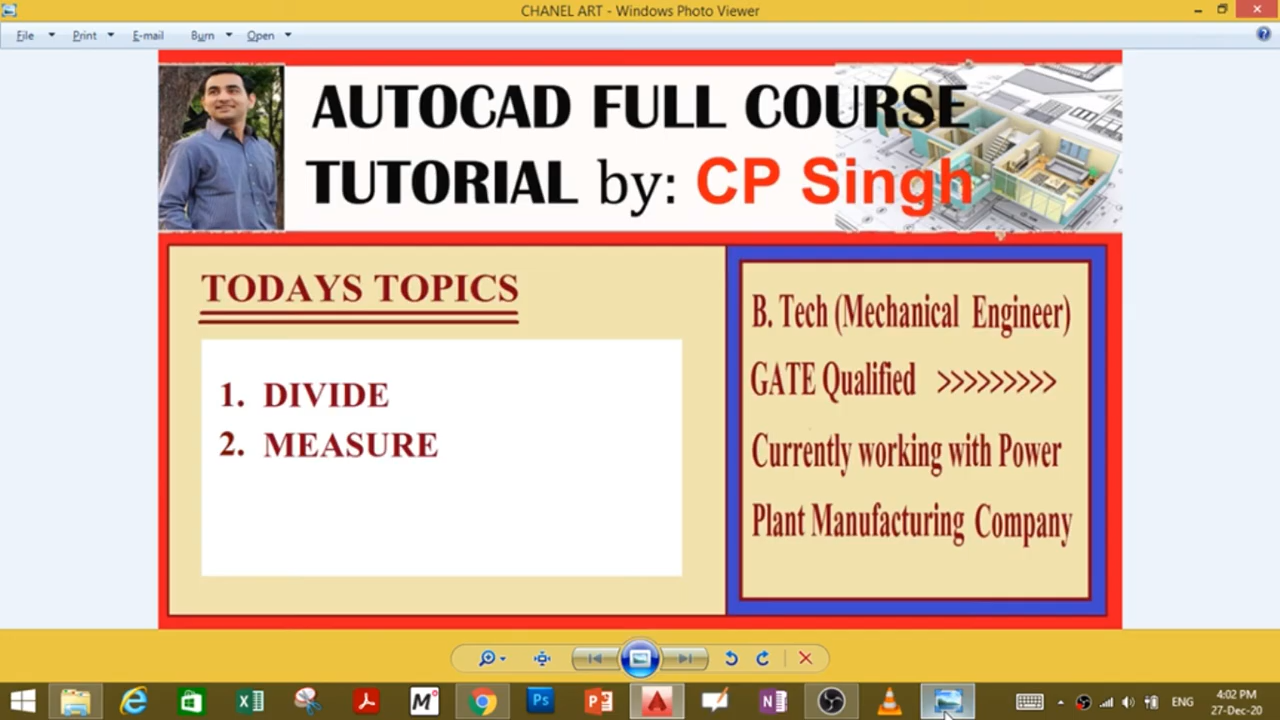 CHANEL ART - Windows Photo Viewer
File Print E-mail Burn Open
AUTOCAD FULL COURSE
TUTORIAL by: CP Singh
TODAYS TOPICS
1. DIVIDE
2. MEASURE
B. Tech (Mechanical Engineer)
GATE Qualified >>>>>>>>>
Currently working with Power
Plant Manufacturing Company
ENG
4:02 PM
27-Dec-20